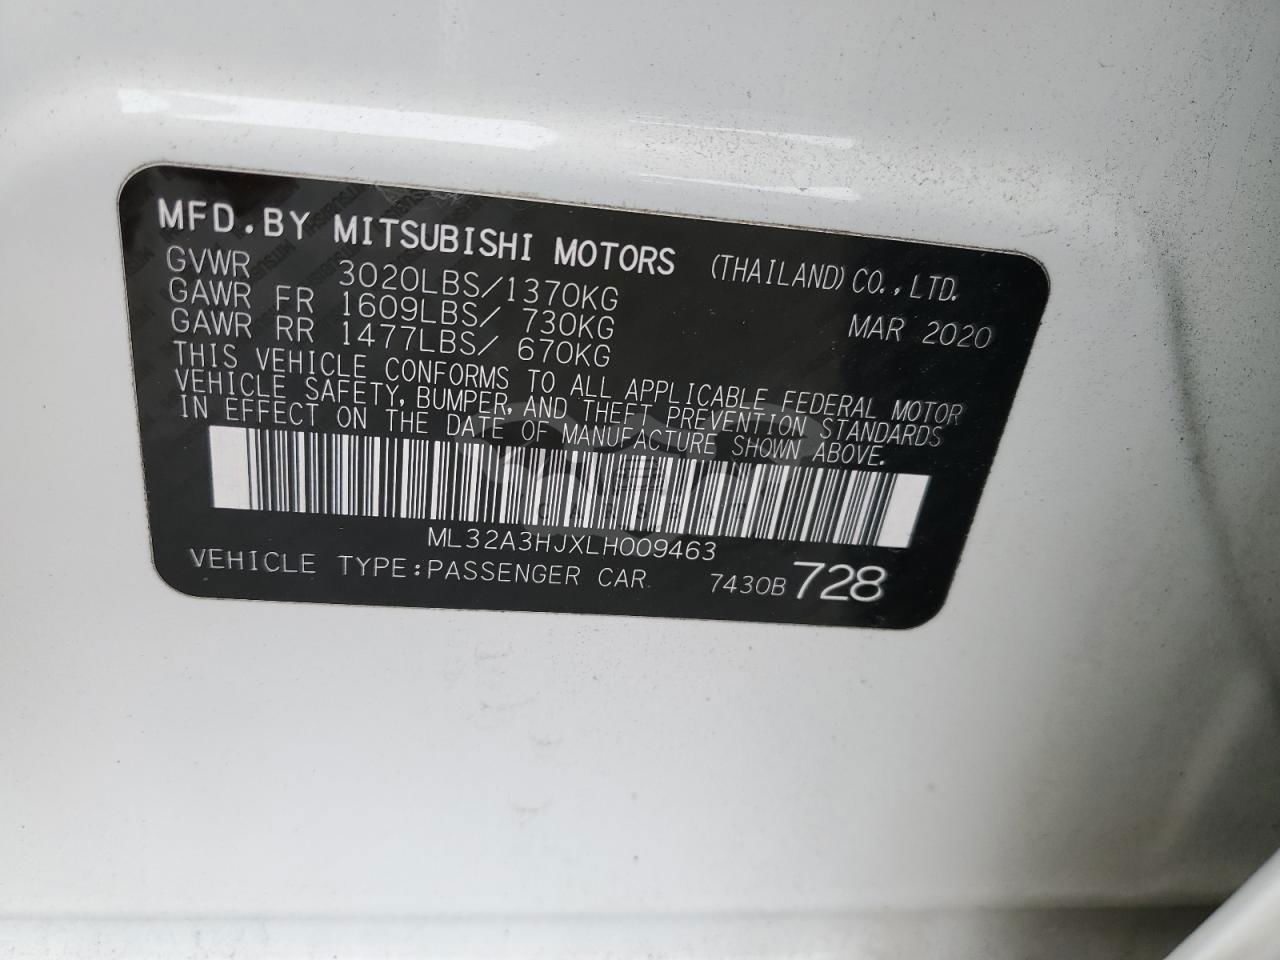 MFD.BY MITSUBISHI MOTORS (THAILAND) CO., LTD.
GVWR 3020LBS/1370KG MAR 2020
GAWR FR 1609LBS/ 730KG
GAWR RR 1477LBS/ 670KG
THIS VEHICLE CONFORMS TO ALL APPLICABLE FEDERAL MOTOR
VEHICLE SAFETY, BUMPER, AND THEFT PREVENTION STANDARDS
IN EFFECT ON THE DATE OF MANUFACTURE SHOWN ABOVE.
ML32A3HJXLH009463
VEHICLE TYPE:PASSENGER CAR 7430B 728